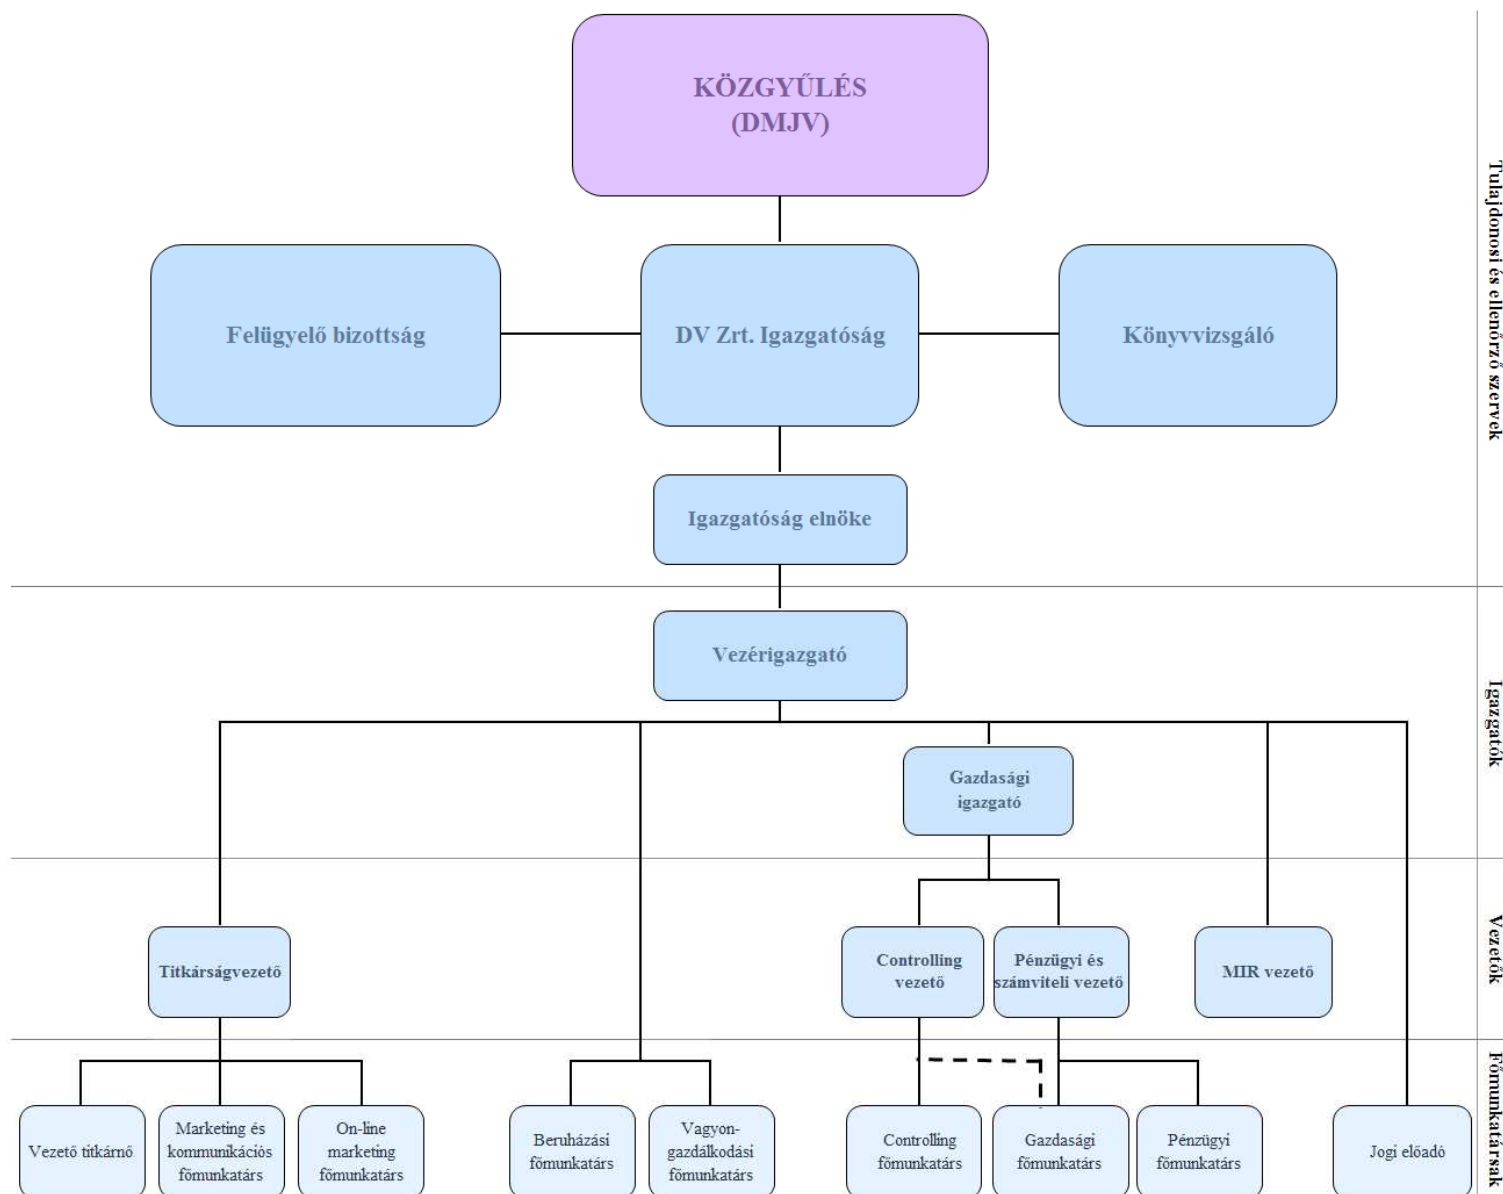 KÖZGYŰLÉS
(DMJV)
Tulajdonosi és ellenőrző szervek
Felügyelő bizottság
DV Zrt. Igazgatóság
Könyvvizsgáló
Igazgatóság elnöke
Vezérigazgató
Igazgatók
Gazdasági
igazgató
Vezetők
Titkárságvezető
Controlling
vezető
Pénzügyi és
számviteli vezető
MIR vezető
Főmunkatársak
Vezető titkárnő
Marketing és
kommunikációs
főmunkatárs
On-line
marketing
főmunkatárs
Beruházási
főmunkatárs
Vagyon-
gazdálkodási
főmunkatárs
Controlling
főmunkatárs
Gazdasági
főmunkatárs
Pénzügyi
főmunkatárs
Jogi előadó